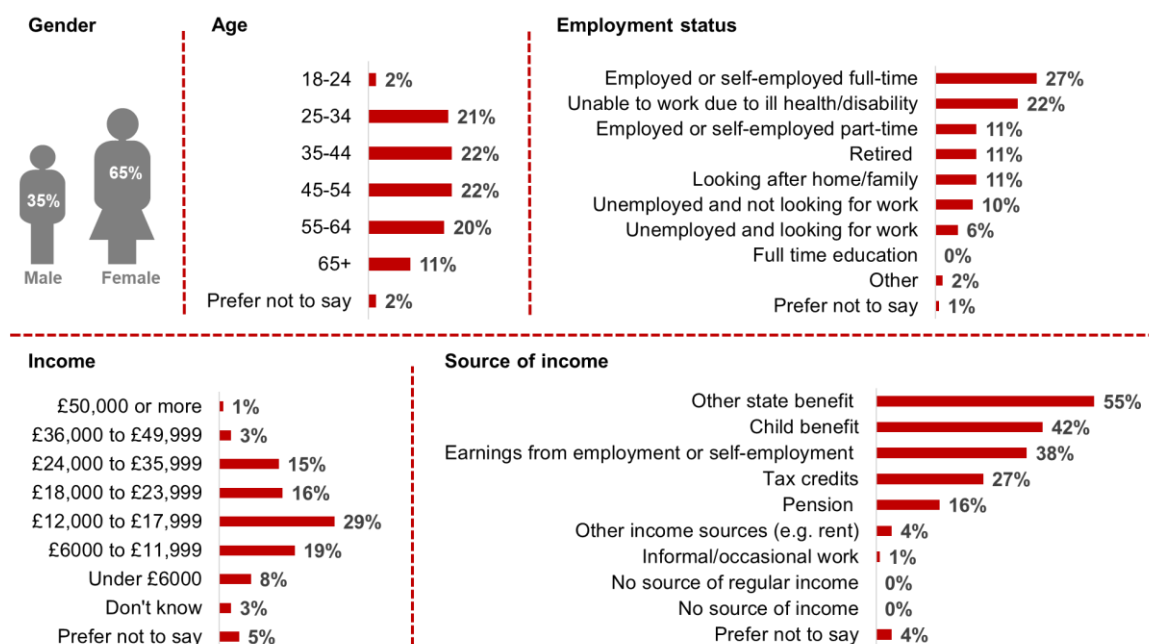 Gender
35%
65%
Male
Female
Age
18-24 2%
25-34 21%
35-44 22%
45-54 22%
55-64 20%
65+ 11%
Prefer not to say 2%
Employment status
Employed or self-employed full-time 27%
Unable to work due to ill health/disability 22%
Employed or self-employed part-time 11%
Retired 11%
Looking after home/family 11%
Unemployed and not looking for work 10%
Unemployed and looking for work 6%
Full time education 0%
Other 2%
Prefer not to say 1%
Income
£50,000 or more 1%
£36,000 to £49,999 3%
£24,000 to £35,999 15%
£18,000 to £23,999 16%
£12,000 to £17,999 29%
£6000 to £11,999 19%
Under £6000 8%
Don't know 3%
Prefer not to say 5%
Source of income
Other state benefit 55%
Child benefit 42%
Earnings from employment or self-employment 38%
Tax credits 27%
Pension 16%
Other income sources (e.g. rent) 4%
Informal/occasional work 1%
No source of regular income 0%
No source of income 0%
Prefer not to say 4%